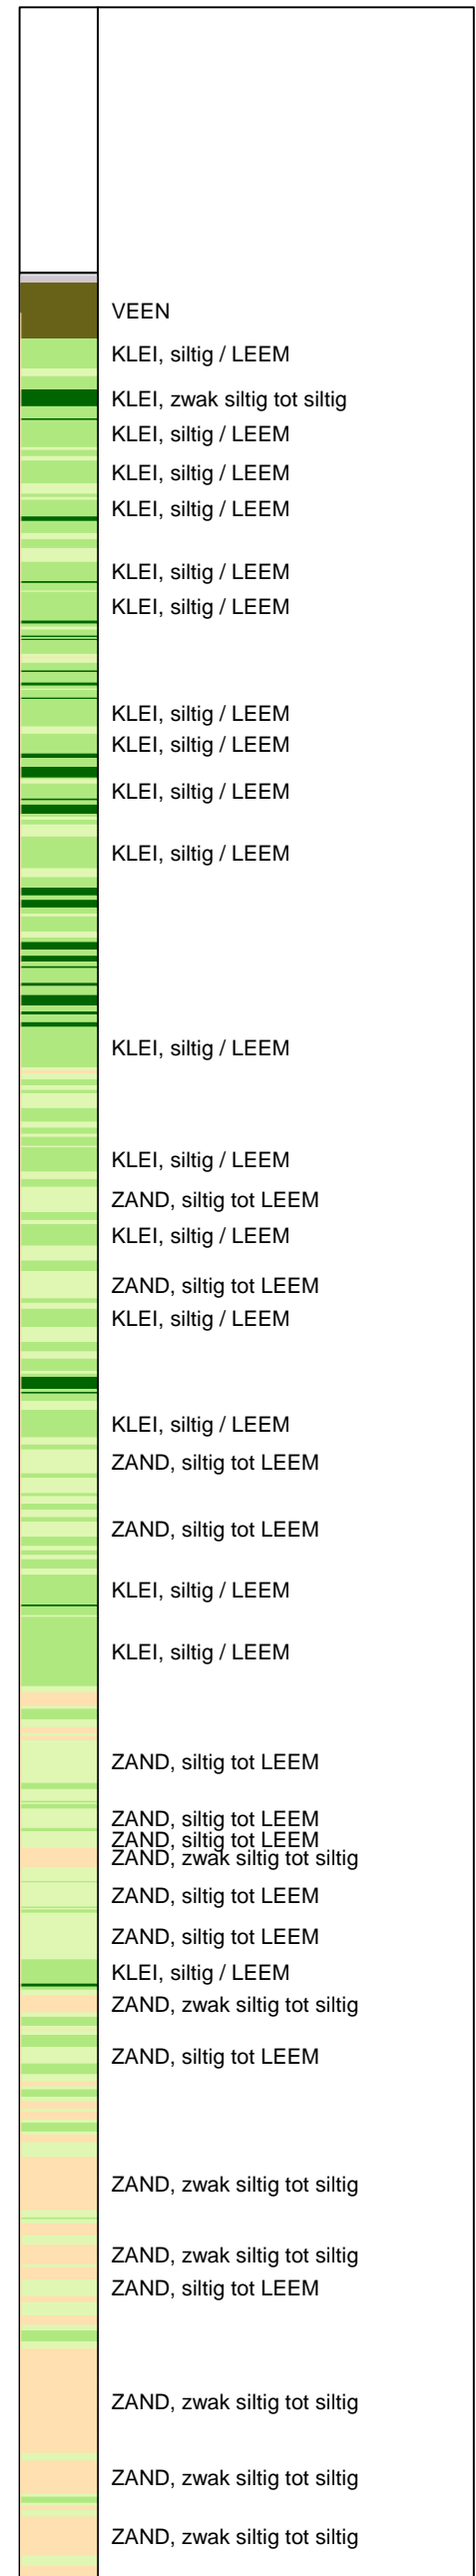 VEEN
KLEI, siltig / LEEM
KLEI, zwak siltig tot siltig
KLEI, siltig / LEEM
KLEI, siltig / LEEM
KLEI, siltig / LEEM
KLEI, siltig / LEEM
KLEI, siltig / LEEM
KLEI, siltig / LEEM
KLEI, siltig / LEEM
KLEI, siltig / LEEM
KLEI, siltig / LEEM
KLEI, siltig / LEEM
KLEI, siltig / LEEM
ZAND, siltig tot LEEM
KLEI, siltig / LEEM
ZAND, siltig tot LEEM
KLEI, siltig / LEEM
KLEI, siltig / LEEM
ZAND, siltig tot LEEM
ZAND, siltig tot LEEM
KLEI, siltig / LEEM
KLEI, siltig / LEEM
ZAND, siltig tot LEEM
ZAND, siltig tot LEEM
ZAND, siltig tot LEEM
ZAND, zwak siltig tot siltig
ZAND, siltig tot LEEM
ZAND, siltig tot LEEM
KLEI, siltig / LEEM
ZAND, zwak siltig tot siltig
ZAND, siltig tot LEEM
ZAND, zwak siltig tot siltig
ZAND, zwak siltig tot siltig
ZAND, siltig tot LEEM
ZAND, zwak siltig tot siltig
ZAND, zwak siltig tot siltig
ZAND, zwak siltig tot siltig